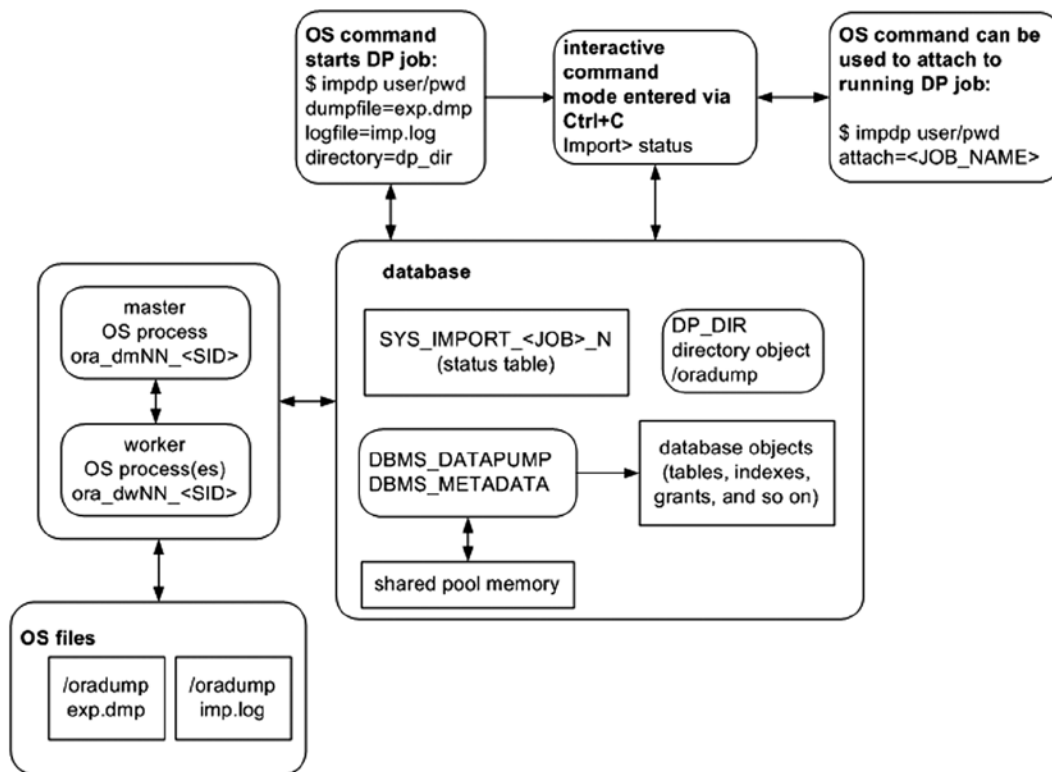 OS command
starts DP job:
$ impdp user/pwd
dumpfile=exp.dmp
logfile=imp.log
directory=dp_dir
interactive
command
mode entered via
Ctrl+C
Import> status
OS command can be
used to attach to
running DP job:
$ impdp user/pwd
attach=<JOB_NAME>
master
OS process
ora_dmNN_<SID>
worker
OS process(es)
ora_dwNN_<SID>
database
SYS_IMPORT_<JOB>_N
(status table)
DP_DIR
directory object
/oradump
DBMS_DATAPUMP
DBMS_METADATA
database objects
(tables, indexes,
grants, and so on)
shared pool memory
OS files
/oradump
exp.dmp
/oradump
imp.log